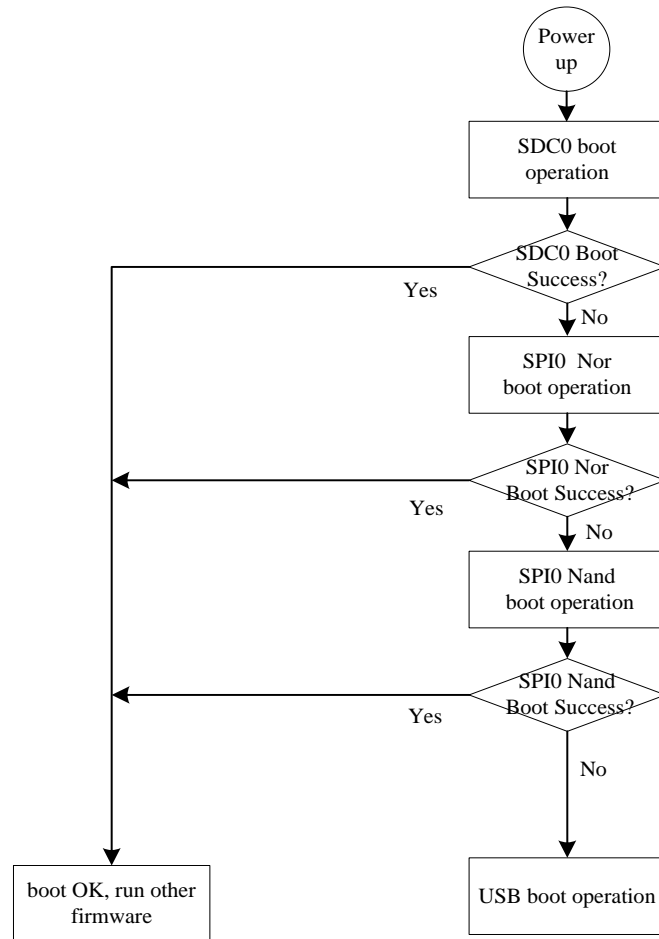 Power
up
SDC0 boot
operation
SDC0 Boot
Success?
Yes
No
SPI0 Nor
boot operation
SPI0 Nor
Boot Success?
Yes
No
SPI0 Nand
boot operation
SPI0 Nand
Boot Success?
Yes
No
boot OK, run other
firmware
USB boot operation